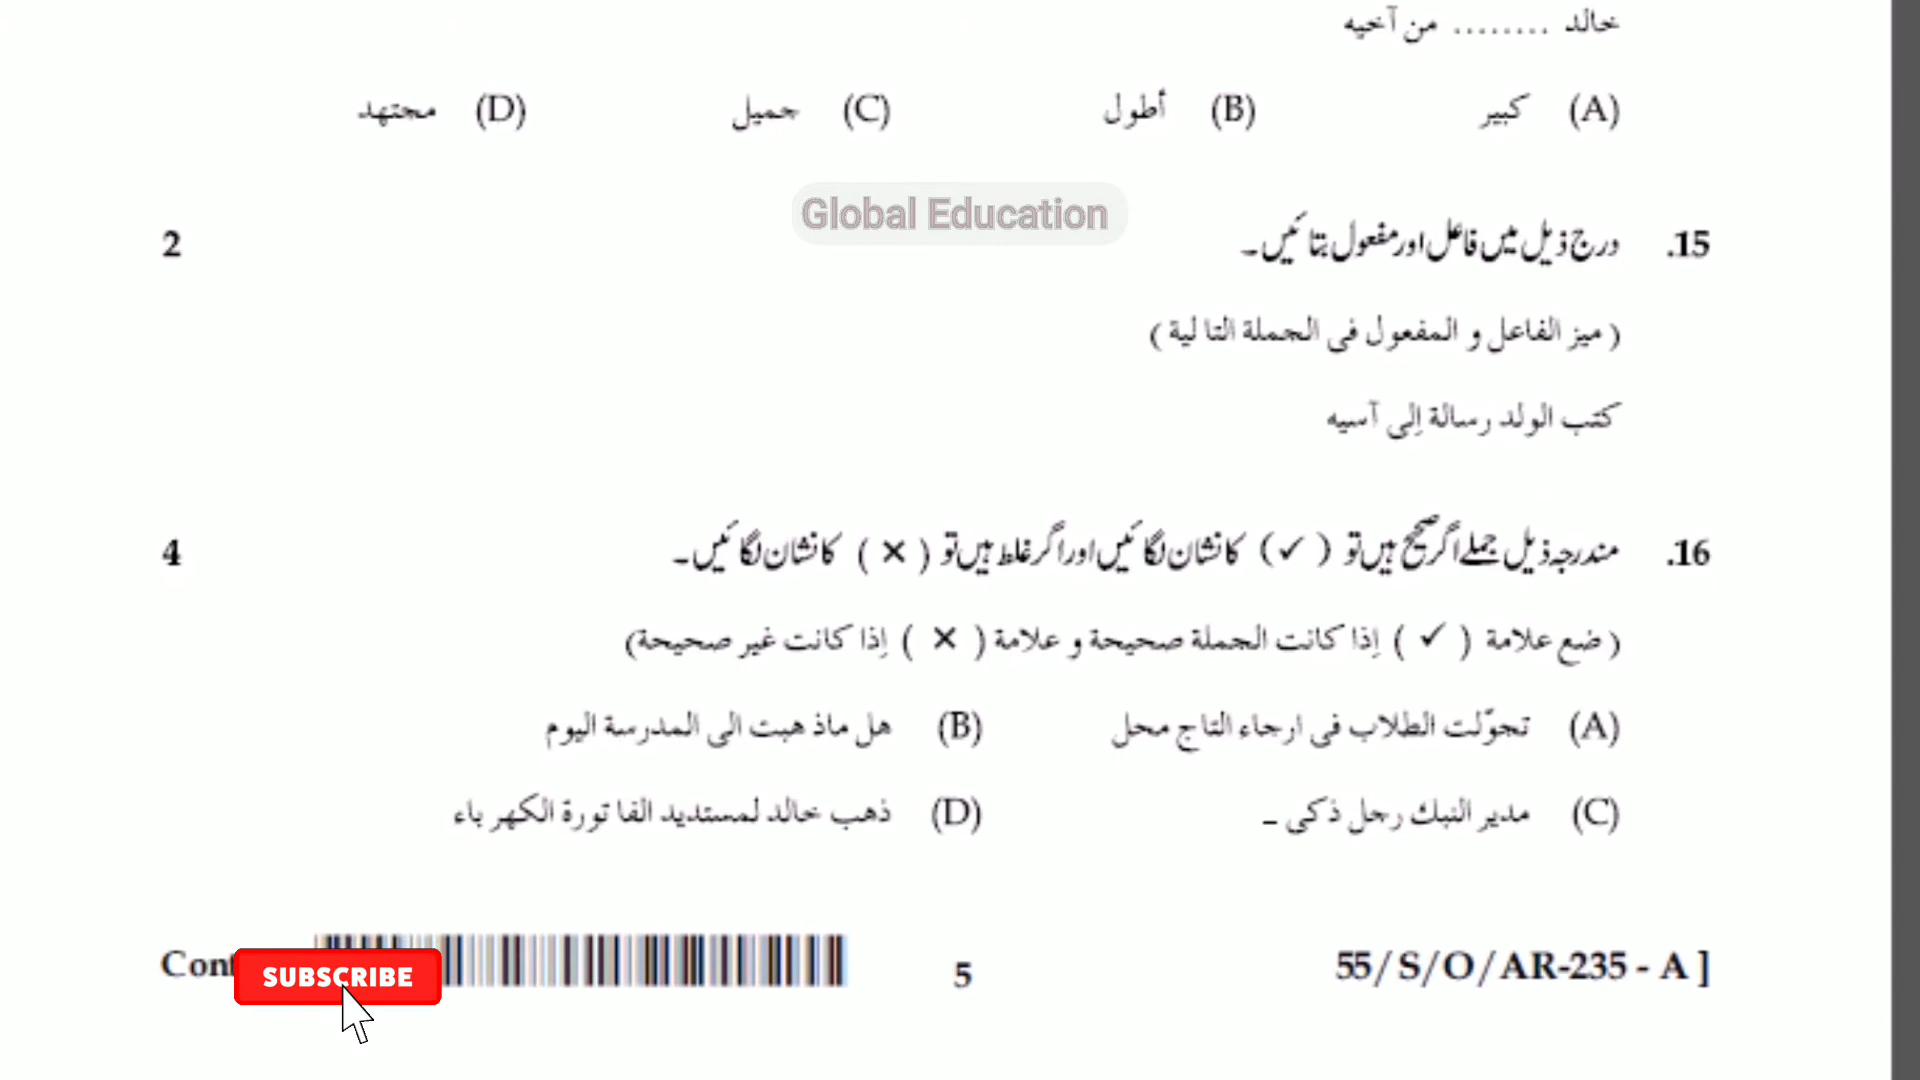 خالد ........ من آخيه
(A) كبير (B) أطول (C) جميل (D) مجتهد
Global Education
15. درج ذیل میں فاعل اور مفعول بتائیں۔ 2
( ميز الفاعل و المفعول فى الجملة التا لية )
كتب الولد رسالة إلى آسيه
16. مندرجہ ذیل جملے اگر صحیح ہیں تو ( ✓ ) کا نشان لگائیں اور اگر غلط ہیں تو ( ✕ ) کا نشان لگائیں۔ 4
( ضع علامة ( ✓ ) إذا كانت الجملة صحيحة و علامة ( ✕ ) إذا كانت غير صحيحة)
(A) تحوّلت الطلاب فى ارجاء التاج محل (B) هل ماذ هبت الى المدرسة اليوم
(C) مدير النبك رجل ذكى ـ (D) ذهب خالد لمستديد الفا تورة الكهر باء
55/S/O/AR-235 - A ] 5
SUBSCRIBE